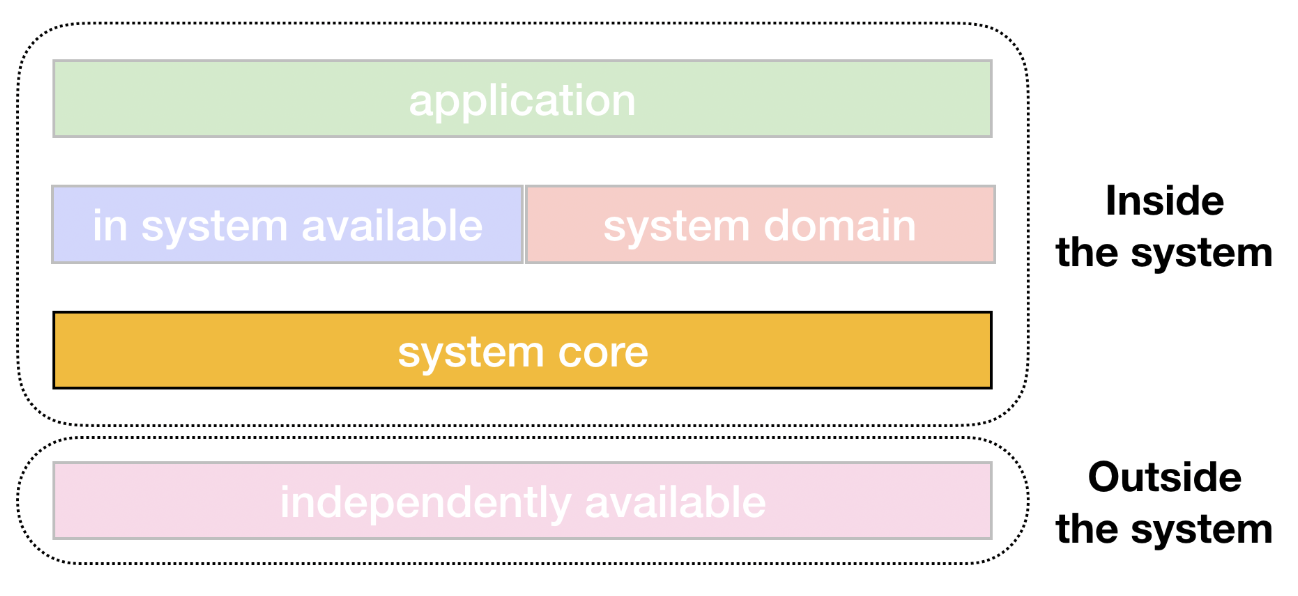 application
in system available
system domain
Inside
the system
system core
independently available
Outside
the system